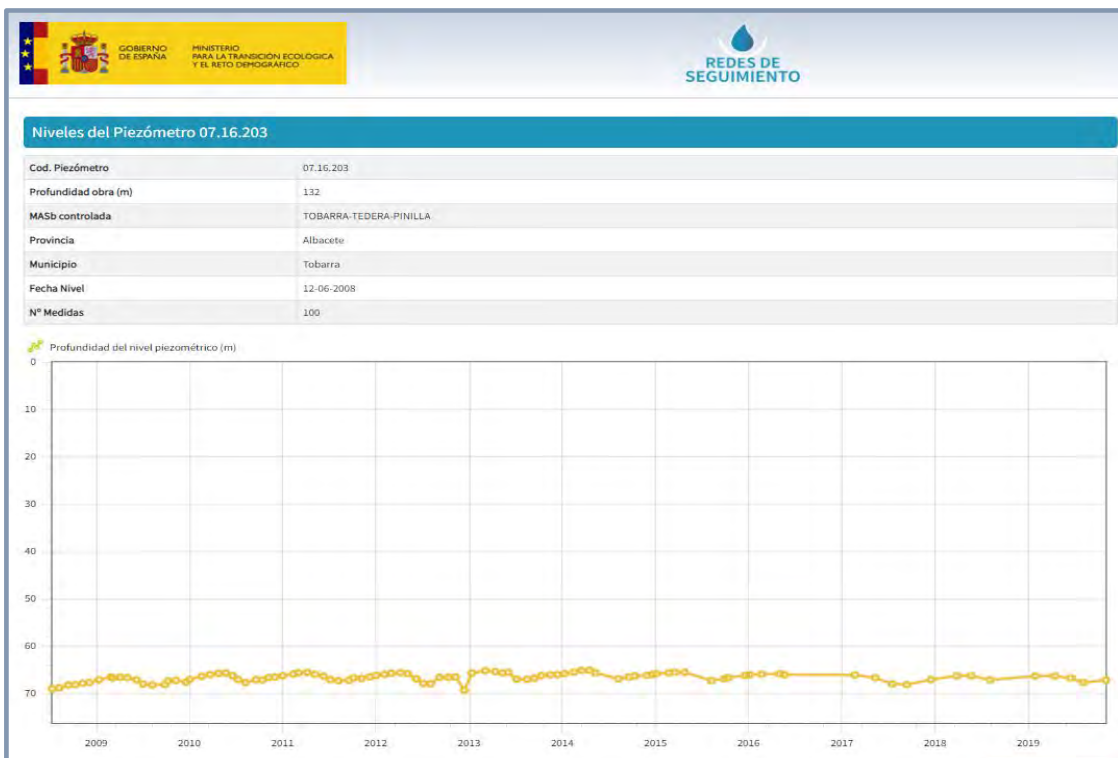 GOBIERNO
DE ESPAÑA
MINISTERIO
PARA LA TRANSICIÓN ECOLÓGICA
Y EL RETO DEMOGRÁFICO
REDES DE
SEGUIMIENTO
Niveles del Piezómetro 07.16.203
Cod. Piezómetro 07.16.203
Profundidad obra (m) 132
MASb controlada TOBARRA-TEDERA-PINILLA
Provincia Albacete
Municipio Tobarra
Fecha Nivel 12-06-2008
Nº Medidas 100
Profundidad del nivel piezométrico (m)
0
10
20
30
40
50
60
70
2009 2010 2011 2012 2013 2014 2015 2016 2017 2018 2019